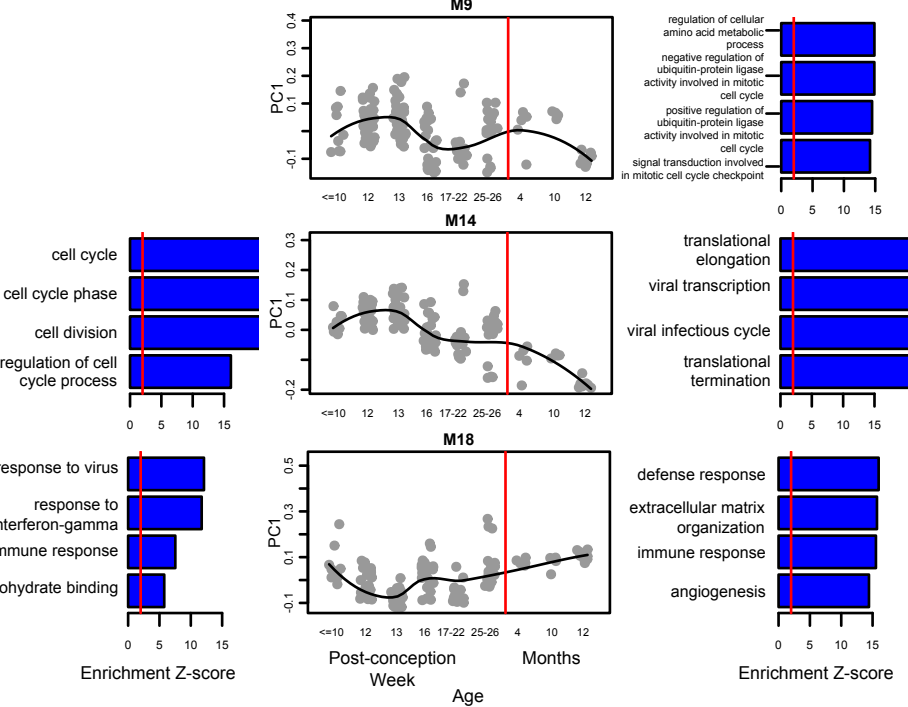 M9
regulation of cellular
amino acid metabolic
process
negative regulation of
ubiquitin-protein ligase
activity involved in mitotic
cell cycle
positive regulation of
ubiquitin-protein ligase
activity involved in mitotic
cell cycle
signal transduction involved
in mitotic cell cycle checkpoint
PC1
0.4
0.3
0.2
0.1
-0.1
<=10 12 13 16 17-22 25-26 4 10 12
0 5 10 15
M14
cell cycle
cell cycle phase
cell division
regulation of cell
cycle process
0 5 10 15
PC1
0.3
0.2
0.1
0.0
-0.2
<=10 12 13 16 17-22 25-26 4 10 12
translational
elongation
viral transcription
viral infectious cycle
translational
termination
0 5 10 15
M18
response to virus
response to
nterferon-gamma
mmune response
ohydrate binding
0 5 10 15
Enrichment Z-score
PC1
0.5
0.3
0.1
-0.1
<=10 12 13 16 17-22 25-26 4 10 12
Post-conception
Week
Months
Age
defense response
extracellular matrix
organization
immune response
angiogenesis
0 5 10 15
Enrichment Z-score